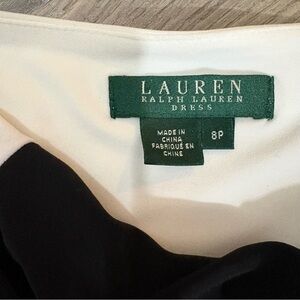 LAUREN
RALPH LAUREN
DRESS
MADE IN
CHINA
FABRIQUÉ EN
CHINE
8P